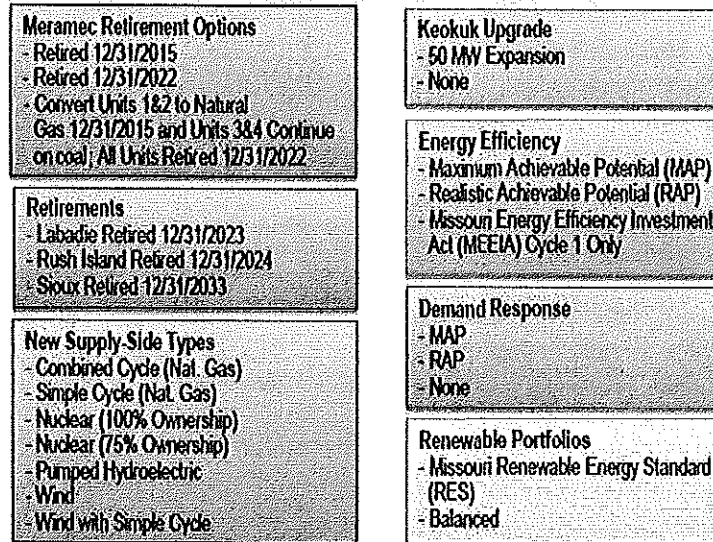 Meramec Retirement Options
- Retired 12/31/2015
- Retired 12/31/2022
- Convert Units 1&2 to Natural
Gas 12/31/2015 and Units 3&4 Continue
on coal; All Units Retired 12/31/2022
Retirements
- Labadie Retired 12/31/2023
- Rush Island Retired 12/31/2024
- Sioux Retired 12/31/2033
New Supply-Side Types
- Combined Cycle (Nat. Gas)
- Simple Cycle (Nat. Gas)
- Nuclear (100% Ownership)
- Nuclear (75% Ownership)
- Pumped Hydroelectric
- Wind
- Wind with Simple Cycle
Keokuk Upgrade
- 50 MW Expansion
- None
Energy Efficiency
- Maximum Achievable Potential (MAP)
- Realistic Achievable Potential (RAP)
- Missouri Energy Efficiency Investment
Act (MEEIA) Cycle 1 Only
Demand Response
- MAP
- RAP
- None
Renewable Portfolios
- Missouri Renewable Energy Standard
(RES)
- Balanced